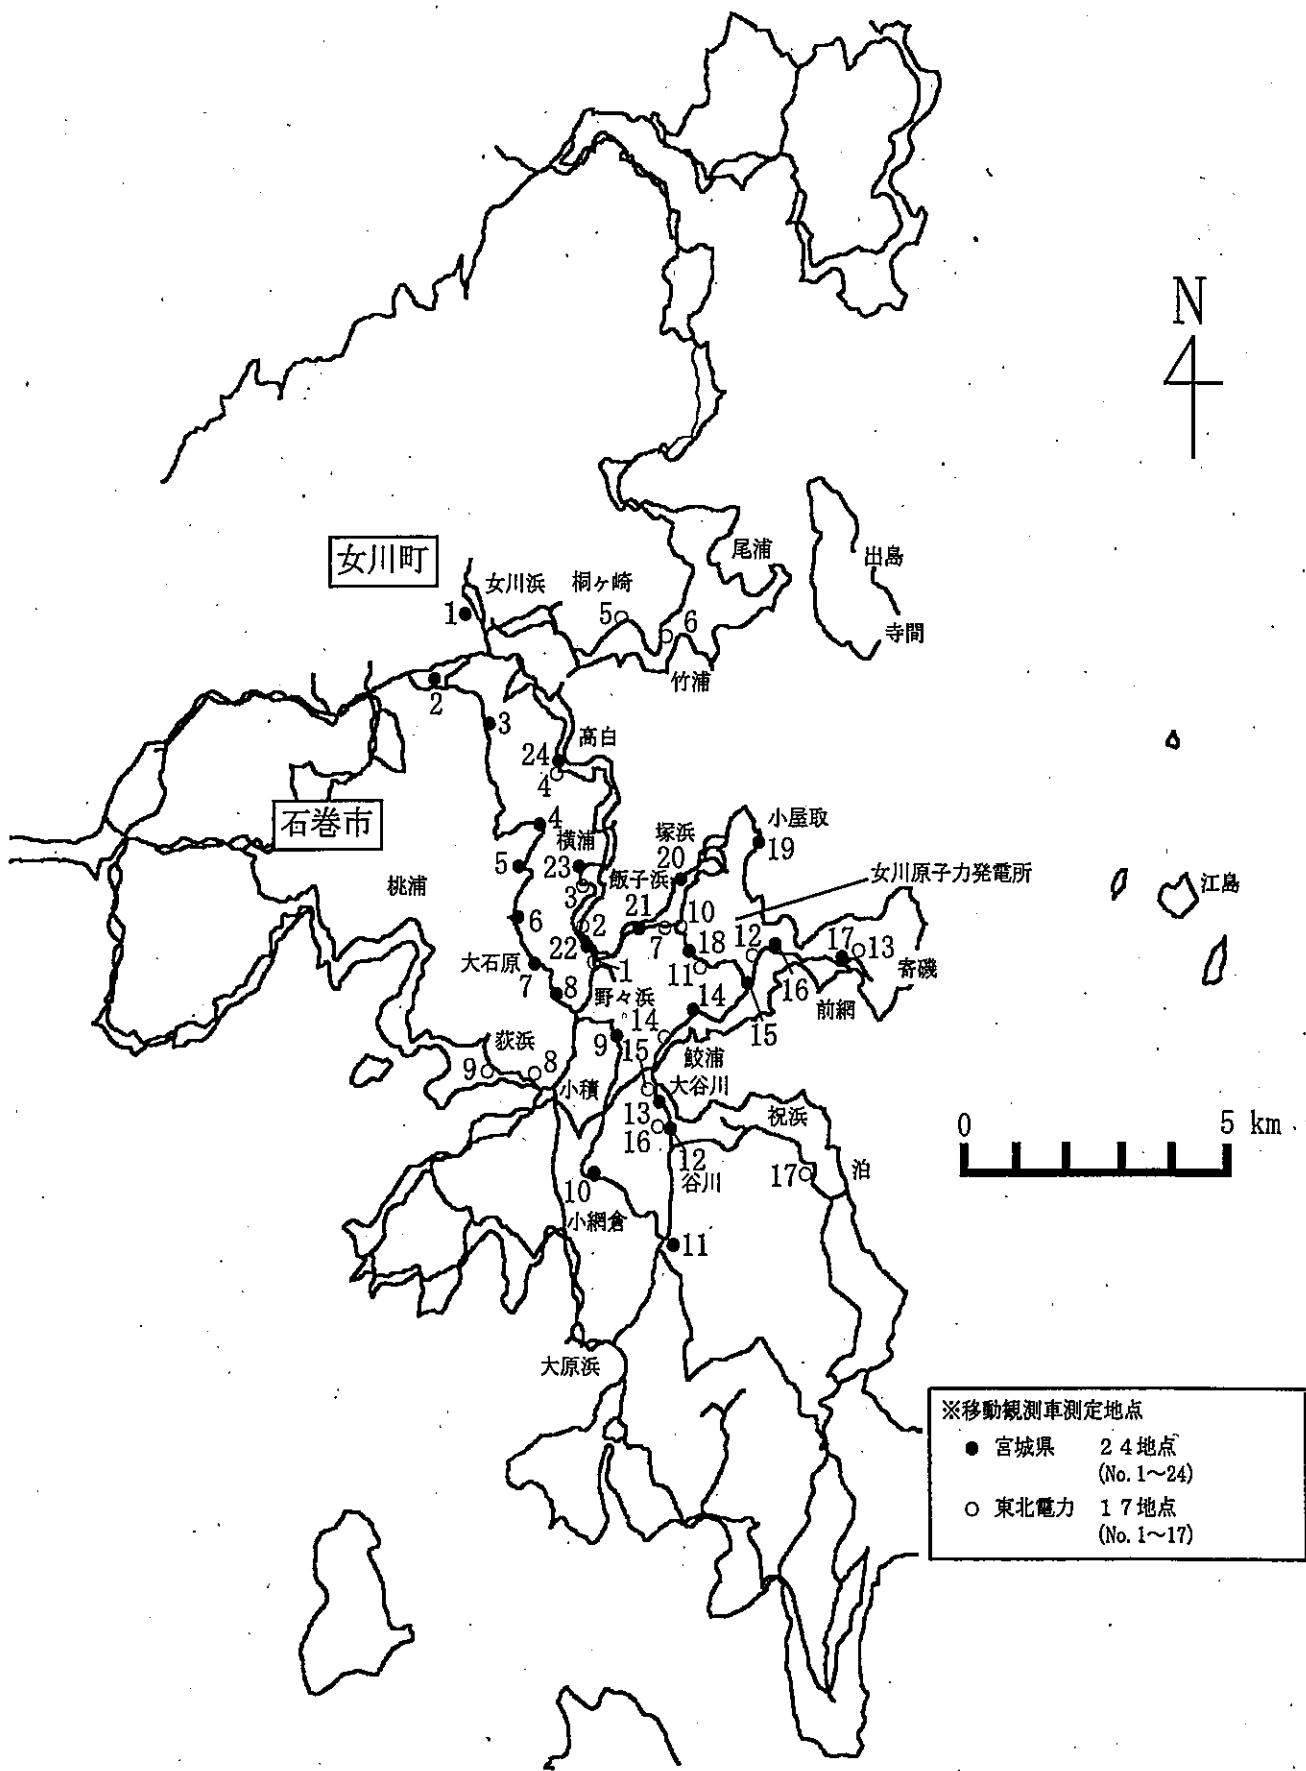 N
女川町
女川浜
桐ヶ崎
尾浦
出島
寺間
竹浦
1
5
6
2
3
高白
24
4
石巻市
4
横浦
塚浜
小屋取
19
5
23
20
女川原子力発電所
桃浦
3
飯子浜
江島
6
2
21
7
10
22
18
12
17
13
大石原
1
11
16
寄磯
7
8
野々浜
14
15
前網
荻浜
9
14
15
鮫浦
9
8
小積
大谷川
13
祝浜
0
5 km
16
12
谷川
17
泊
10
小網倉
11
大原浜
※移動観測車測定地点
● 宮城県 24地点
(No.1～24)
○ 東北電力 17地点
(No.1～17)